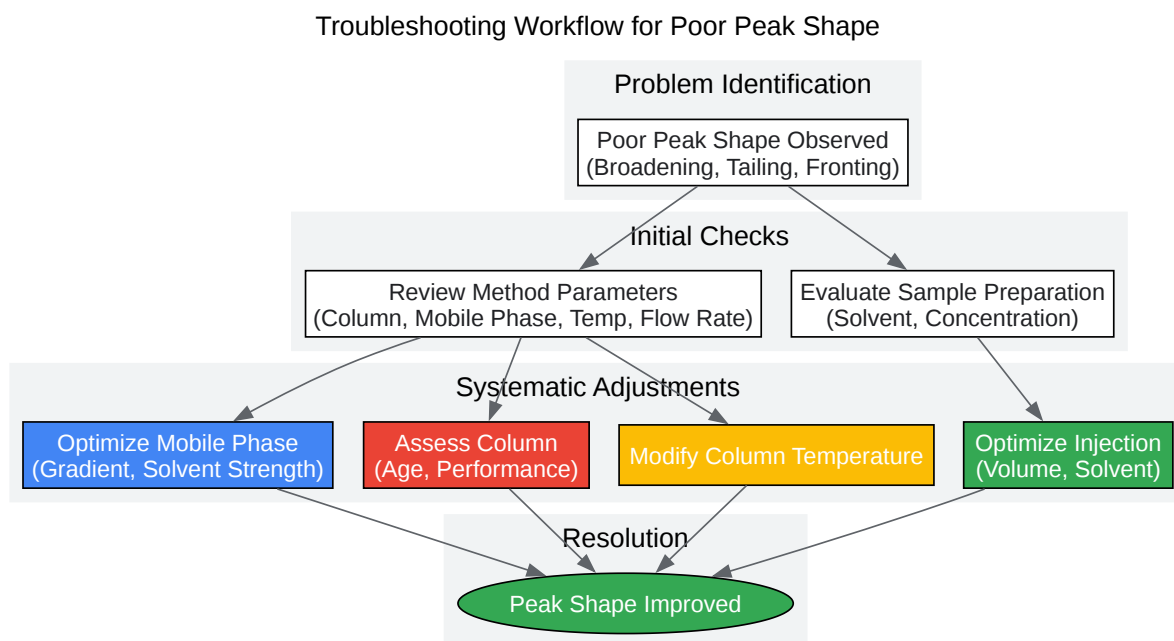 Troubleshooting Workflow for Poor Peak Shape
Problem Identification
Poor Peak Shape Observed
(Broadening, Tailing, Fronting)
Initial Checks
Review Method Parameters
(Column, Mobile Phase, Temp, Flow Rate)
Evaluate Sample Preparation
(Solvent, Concentration)
Systematic Adjustments
Optimize Mobile Phase
(Gradient, Solvent Strength)
Assess Column
(Age, Performance)
Modify Column Temperature
Optimize Injection
(Volume, Solvent)
Resolution
Peak Shape Improved